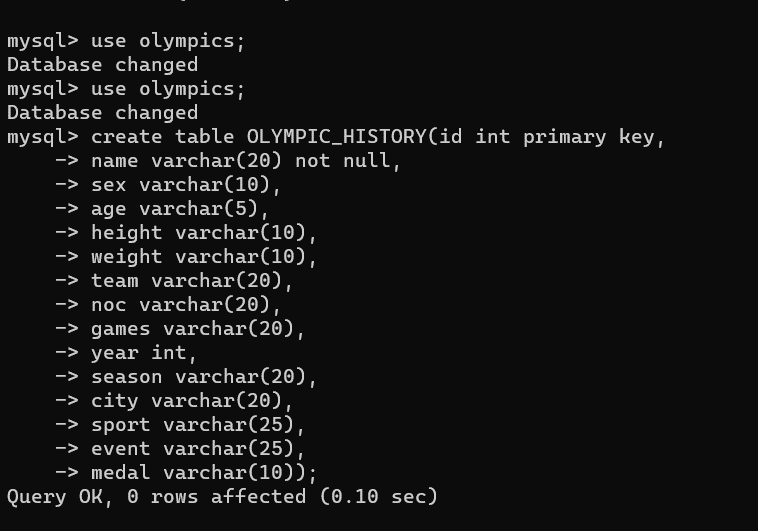 mysql> use olympics;
Database changed
mysql> use olympics;
Database changed
mysql> create table OLYMPIC_HISTORY(id int primary key,
    -> name varchar(20) not null,
    -> sex varchar(10),
    -> age varchar(5),
    -> height varchar(10),
    -> weight varchar(10),
    -> team varchar(20),
    -> noc varchar(20),
    -> games varchar(20),
    -> year int,
    -> season varchar(20),
    -> city varchar(20),
    -> sport varchar(25),
    -> event varchar(25),
    -> medal varchar(10));
Query OK, 0 rows affected (0.10 sec)